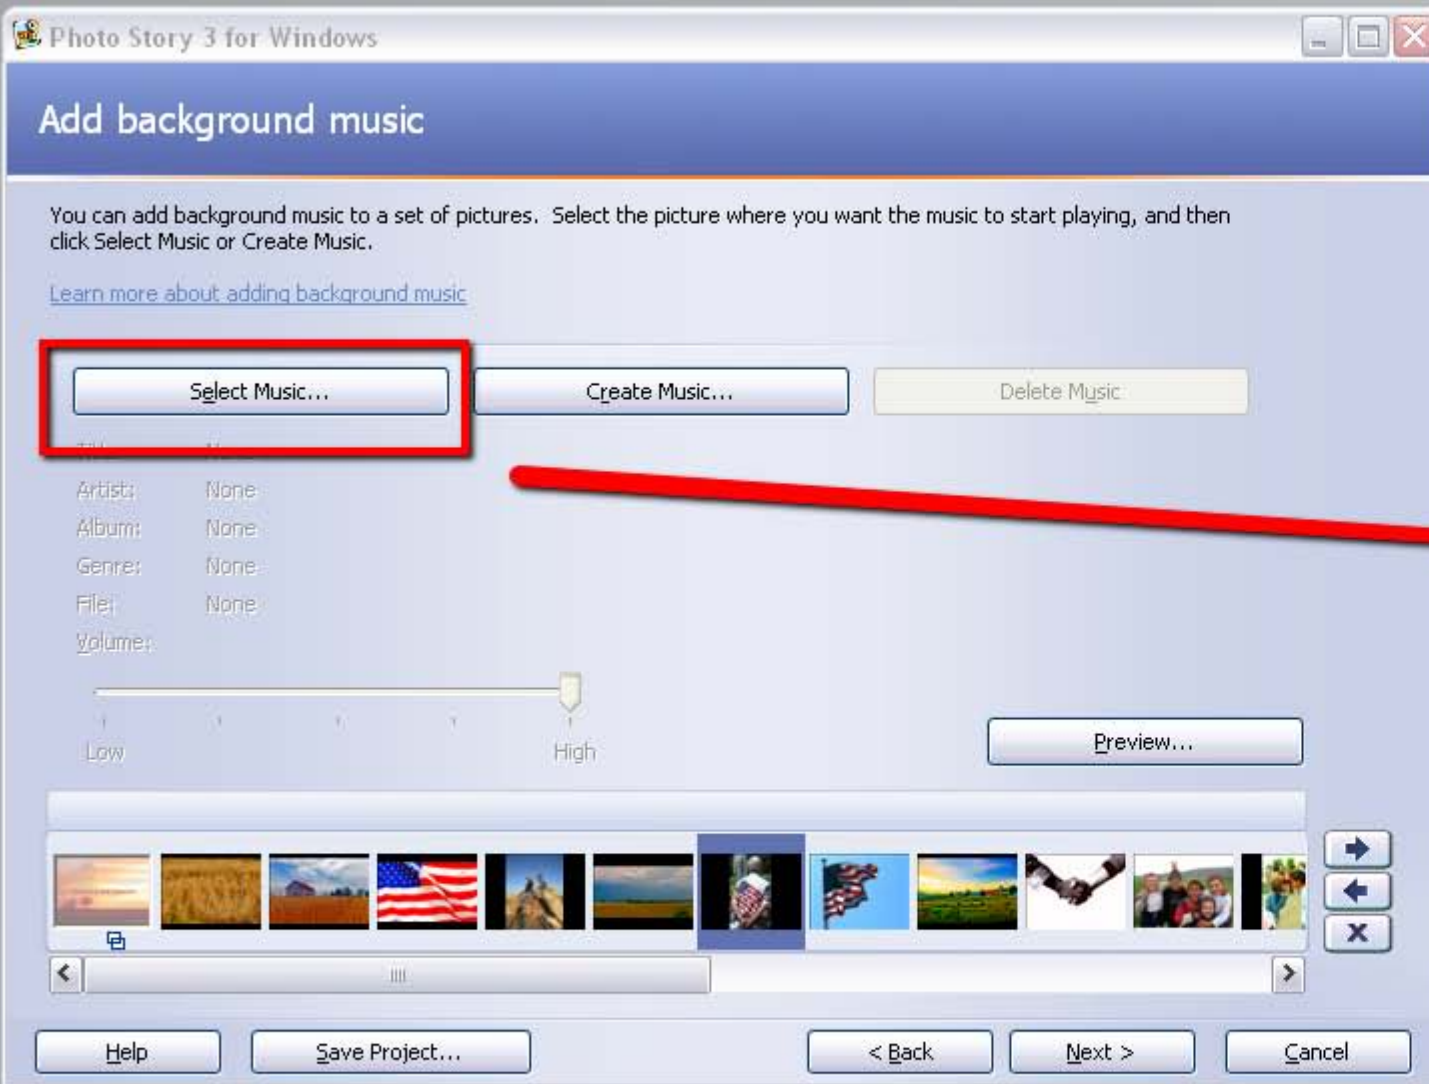 Photo Story 3 for Windows
Add background music
You can add background music to a set of pictures. Select the picture where you want the music to start playing, and then
click Select Music or Create Music.
Learn more about adding background music
Select Music...
Create Music...
Delete Music
Artist: None
Album: None
Genre: None
File: None
Volume:
Low
High
Preview...
Help
Save Project...
< Back
Next >
Cancel